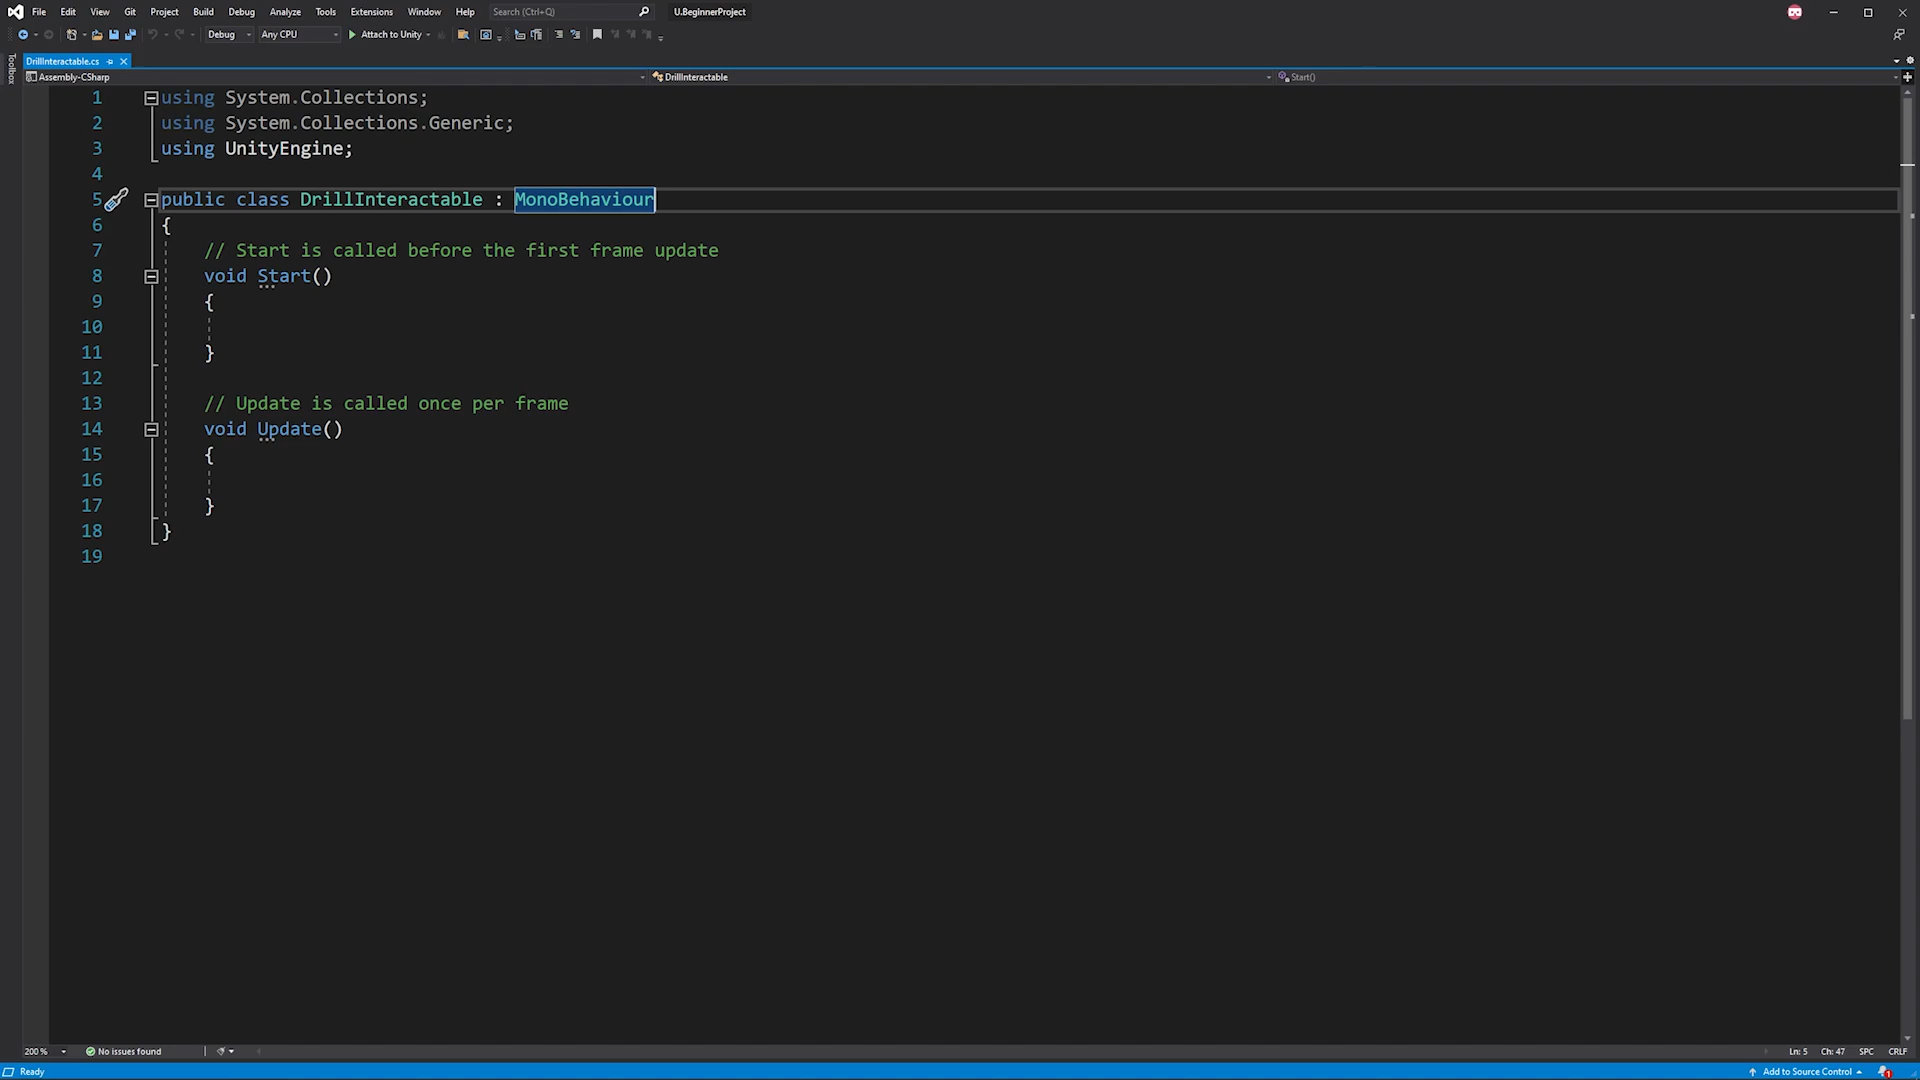 File Edit View Git Project Build Debug Analyze Tools Extensions Window Help Search (Ctrl+Q) U.BeginnerProject
Debug Any CPU Attach to Unity
Toolbox
DrillInteractable.cs
Assembly-CSharp DrillInteractable Start()
1 using System.Collections;
2 using System.Collections.Generic;
3 using UnityEngine;
4
5 public class DrillInteractable : MonoBehaviour
6 {
7 // Start is called before the first frame update
8 void Start()
9 {
10
11 }
12
13 // Update is called once per frame
14 void Update()
15 {
16
17 }
18 }
19
200 % No issues found Ln: 5 Ch: 47 SPC CRLF
Ready Add to Source Control 1